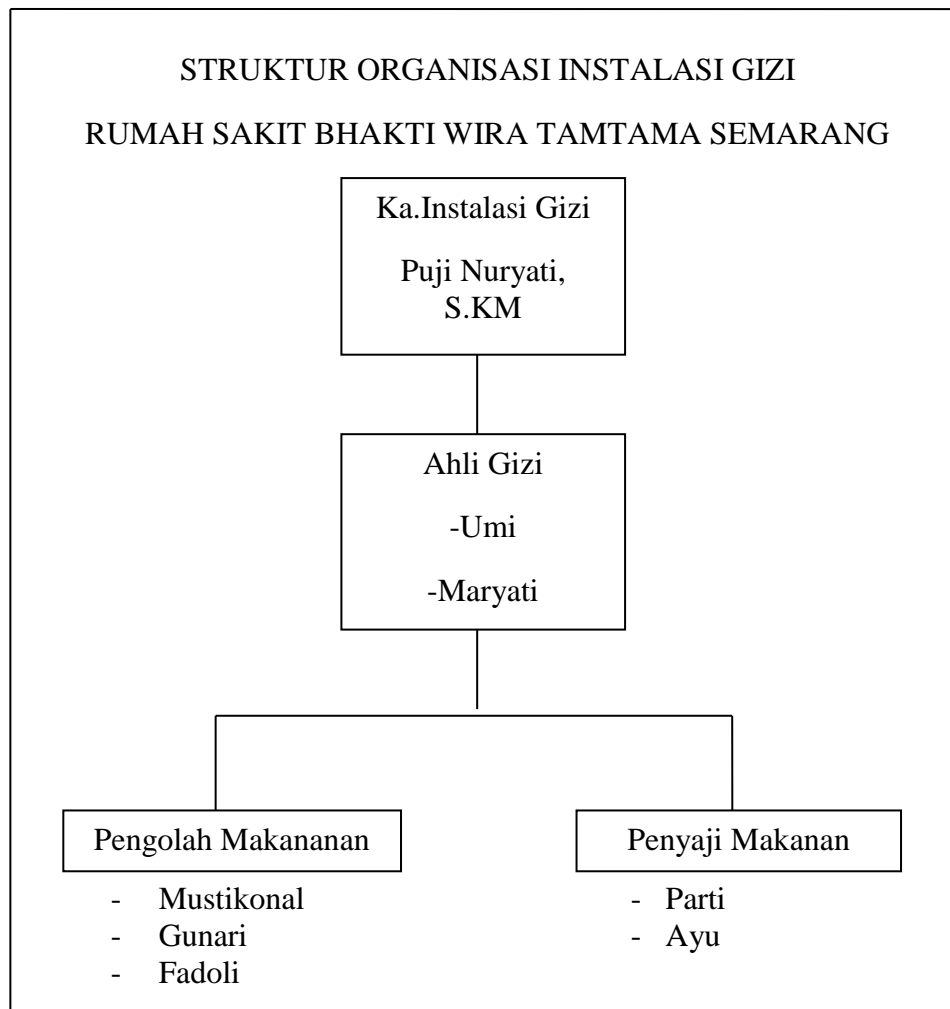 STRUKTUR ORGANISASI INSTALASI GIZI
RUMAH SAKIT BHAKTI WIRA TAMTAMA SEMARANG
Ka.Instalasi Gizi
Puji Nuryati,
S.KM
Ahli Gizi
-Umi
-Maryati
Pengolah Makananan
- Mustikonal
- Gunari
- Fadoli
Penyaji Makanan
- Parti
- Ayu